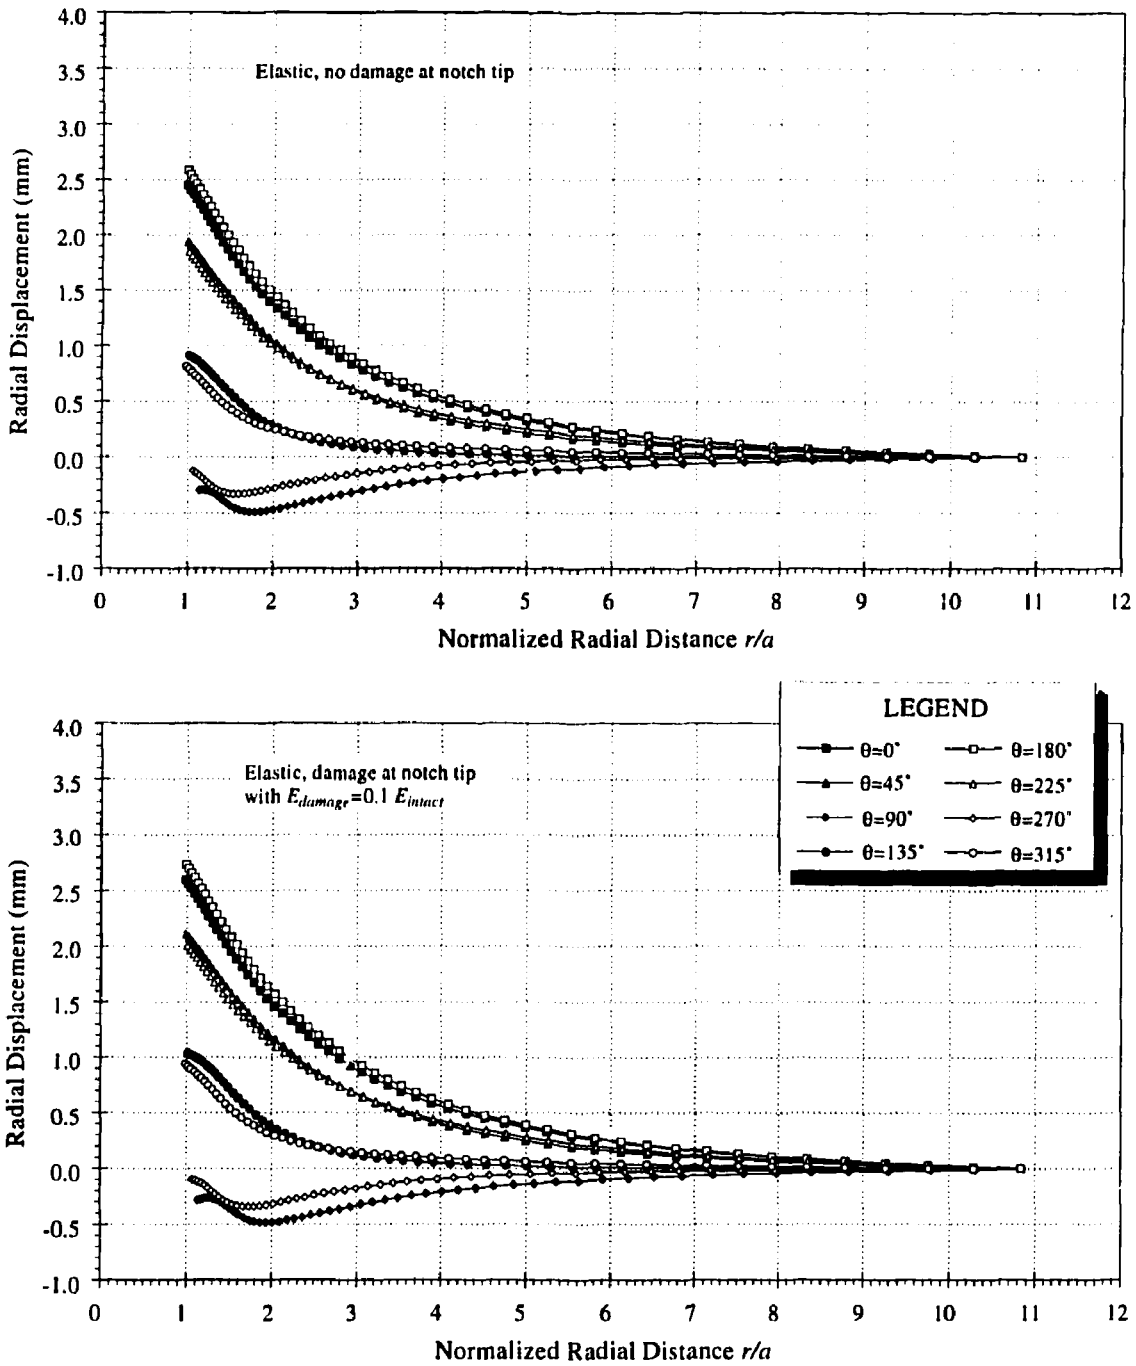 4.0
3.5
3.0
2.5
2.0
1.5
1.0
0.5
0.0
-0.5
-1.0
Radial Displacement (mm)
Elastic, no damage at notch tip
0 1 2 3 4 5 6 7 8 9 10 11 12
Normalized Radial Distance r/a
LEGEND
θ=0° θ=180°
θ=45° θ=225°
θ=90° θ=270°
θ=135° θ=315°
4.0
3.5
3.0
2.5
2.0
1.5
1.0
0.5
0.0
-0.5
-1.0
Radial Displacement (mm)
Elastic, damage at notch tip
with Edamage=0.1 Eintact
0 1 2 3 4 5 6 7 8 9 10 11 12
Normalized Radial Distance r/a